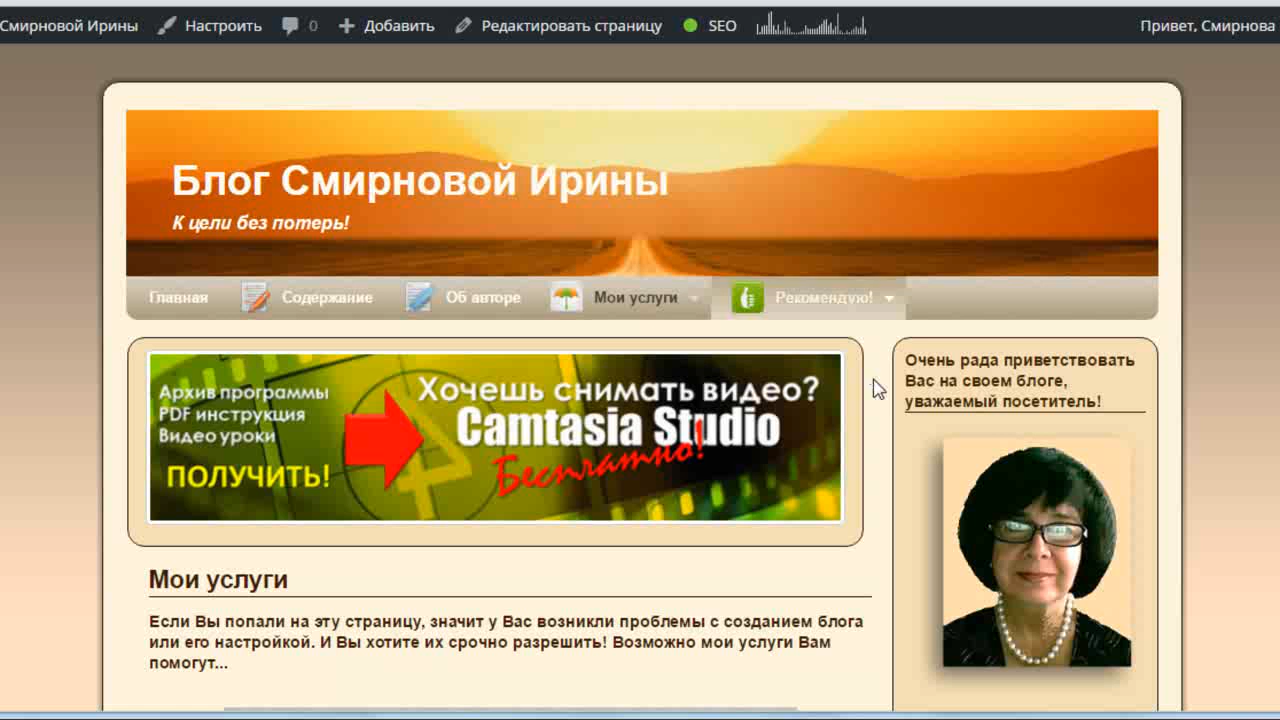 Смирновой Ирины Настроить 0 Добавить Редактировать страницу SEO Привет, Смирнова
Блог Смирновой Ирины
К цели без потерь!
Главная Содержание Об авторе Мои услуги Рекомендую!
Архив программы
PDF инструкция
Видео уроки
ПОЛУЧИТЬ!
Хочешь снимать видео?
Camtasia Studio
Бесплатно!
Мои услуги
Если Вы попали на эту страницу, значит у Вас возникли проблемы с созданием блога
или его настройкой. И Вы хотите их срочно разрешить! Возможно мои услуги Вам
помогут...
Очень рада приветствовать
Вас на своем блоге,
уважаемый посетитель!